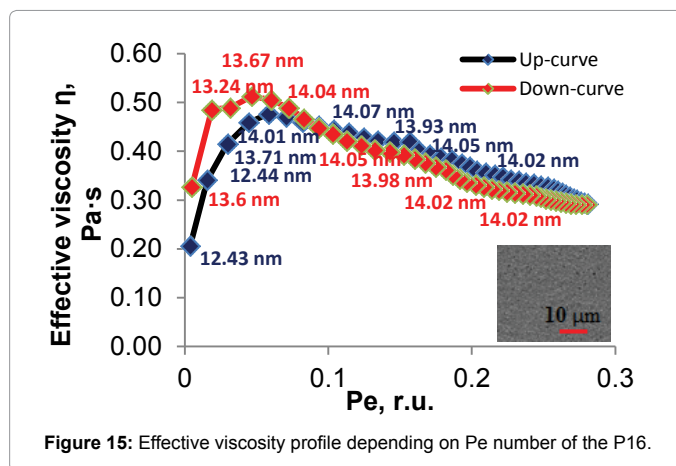 Effective viscosity η,
Pa·s
0.60
0.50
0.40
0.30
0.20
0.10
0.00
0
0.1
0.2
0.3
Pe, r.u.
Up-curve
Down-curve
13.67 nm
13.24 nm
14.04 nm
14.07 nm
13.93 nm
14.01 nm
14.05 nm
13.71 nm
14.05 nm
14.02 nm
12.44 nm
13.98 nm
13.6 nm
14.02 nm
14.02 nm
12.43 nm
10 μm
Figure 15: Effective viscosity profile depending on Pe number of the P16.